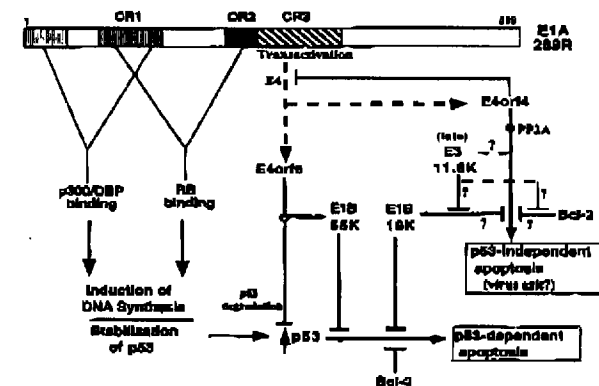 CR1
CR2
CR3
E1A
289R
Transactivation
E4
E4orf4
PP2A
(late)
E3
11.6K
?
E4orf6
p300/CBP
binding
RB
binding
E1B
55K
E1B
19K
?
?
?
?
Bcl-2
p53-independent
apoptosis
(virus exit?)
Induction of
DNA Synthesis
Stabilization
of p53
p53
degradation
p53
p53-dependent
apoptosis
Bcl-2